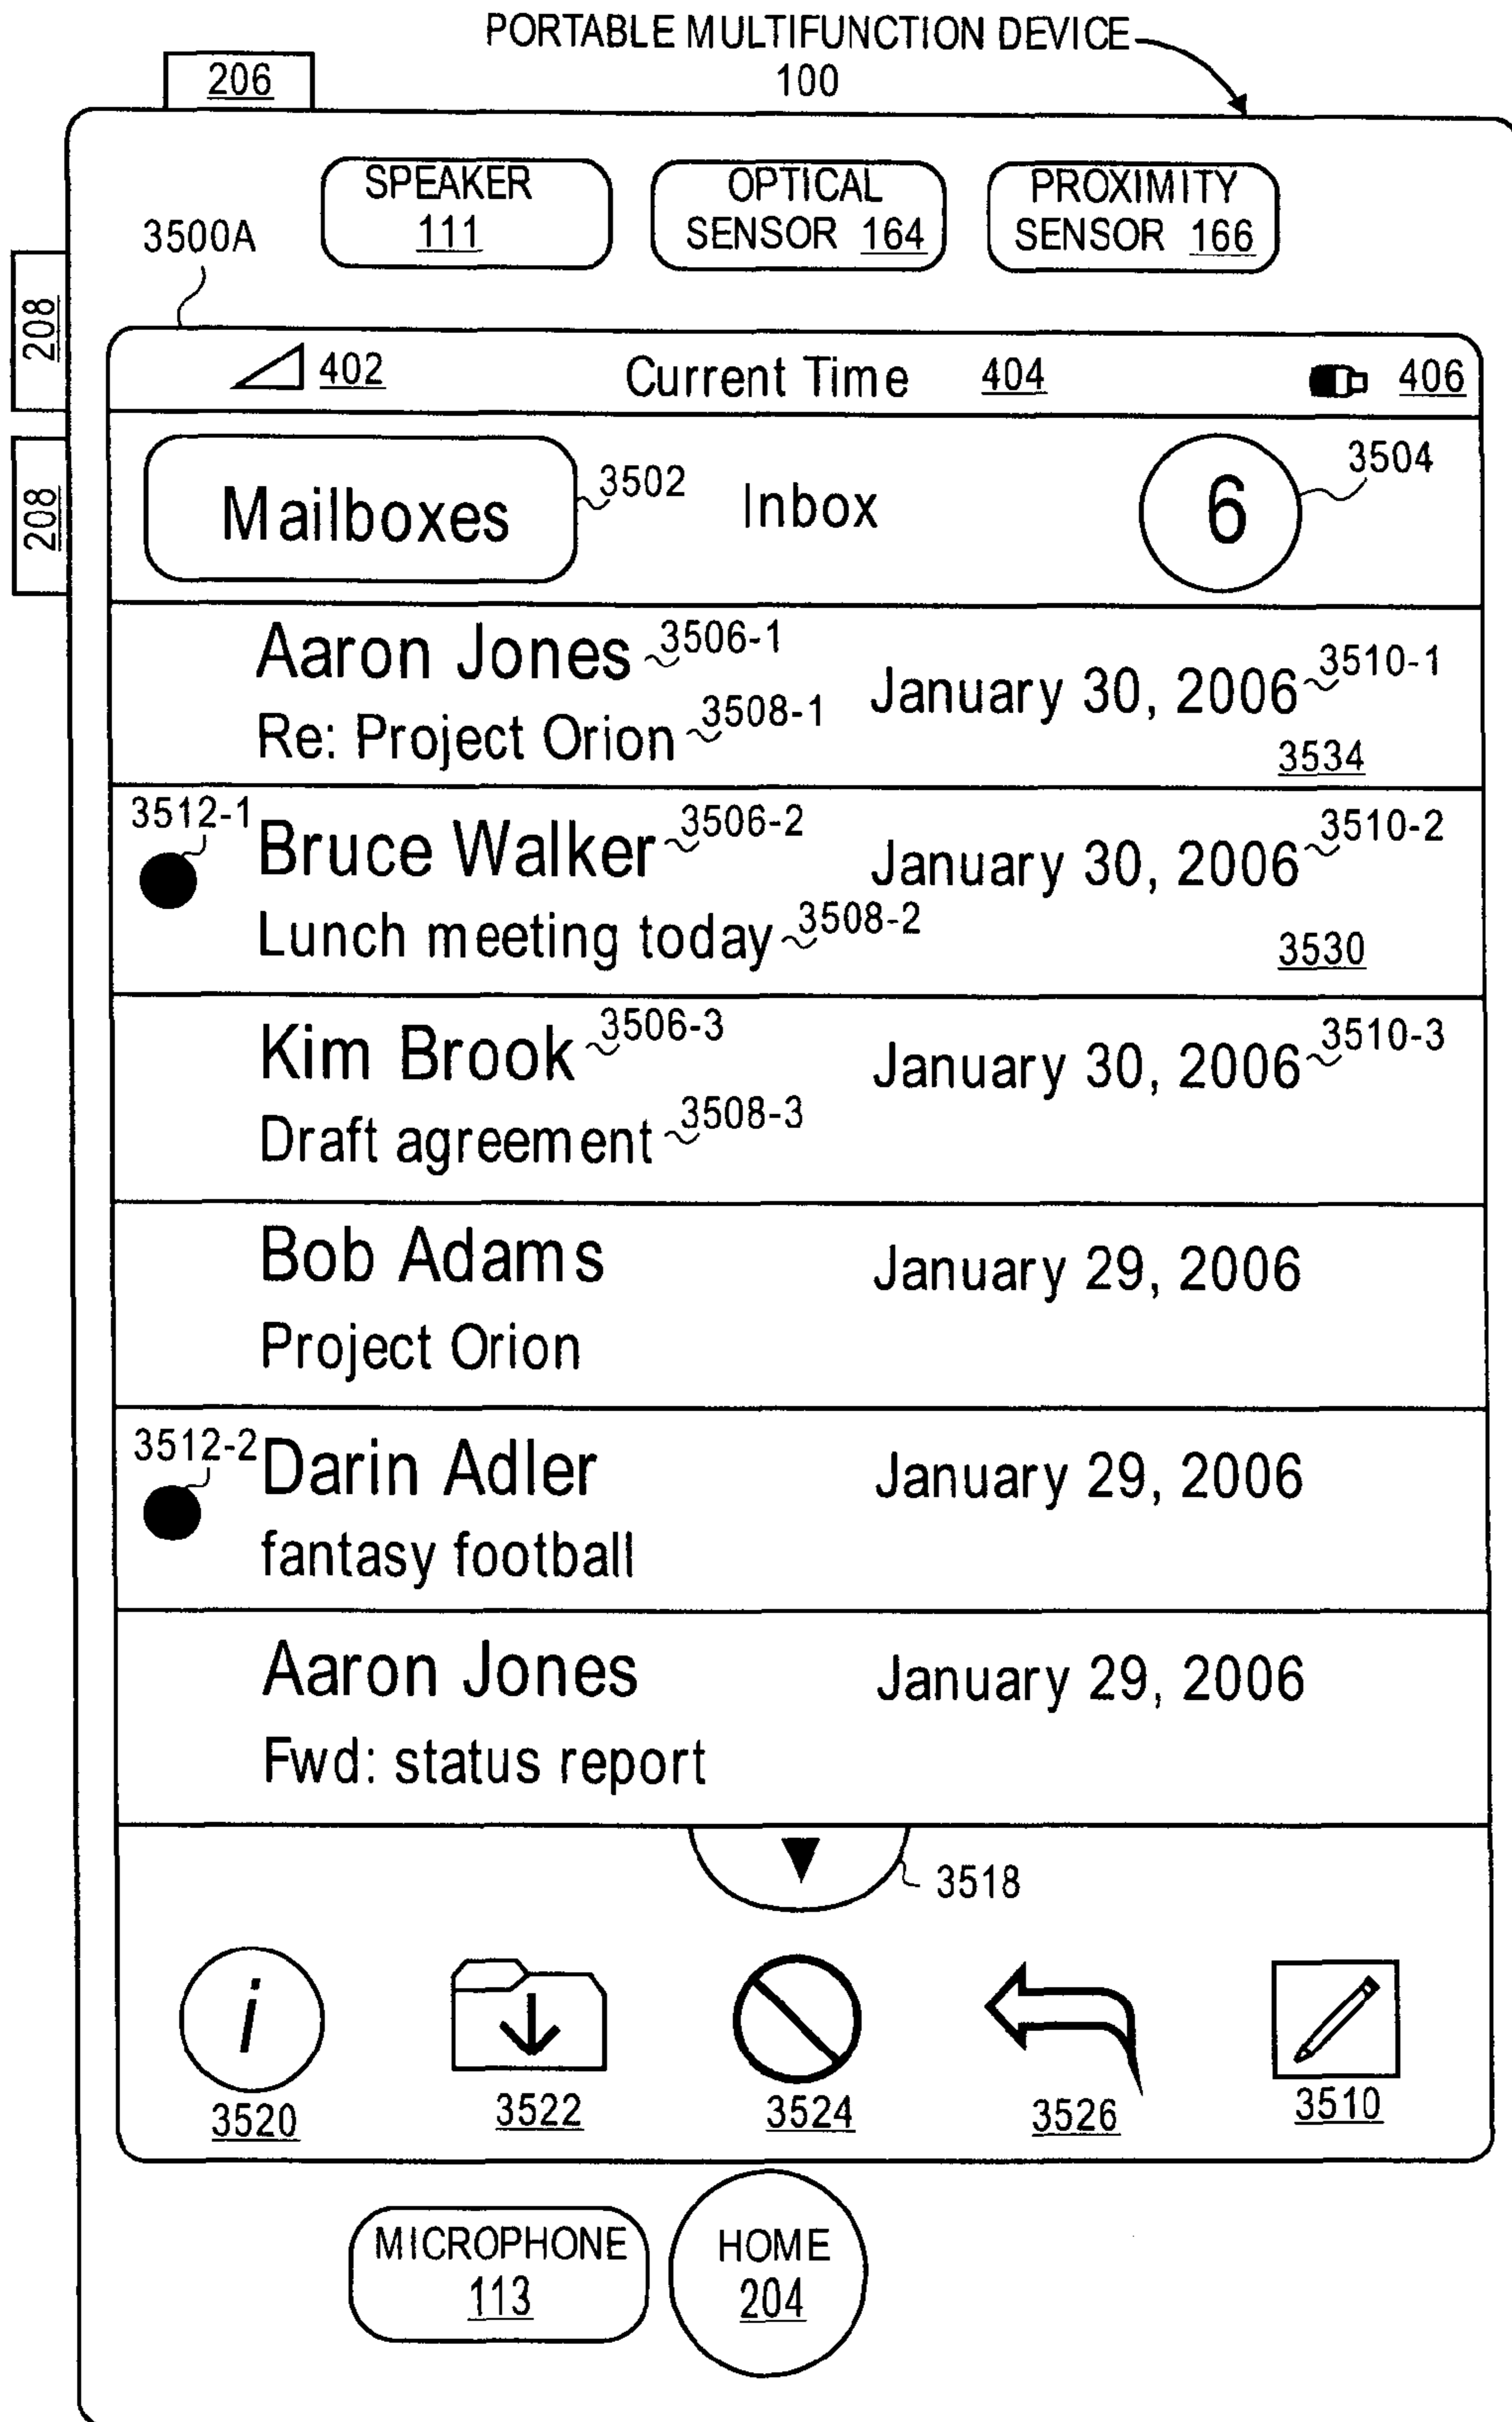 PORTABLE MULTIFUNCTION DEVICE
100
206
SPEAKER
111
OPTICAL
SENSOR 164
PROXIMITY
SENSOR 166
3500A
208
208
402 Current Time 404 406
Mailboxes 3502 Inbox 6 3504
Aaron Jones 3506-1
January 30, 2006 3510-1
Re: Project Orion 3508-1
3534
3512-1
Bruce Walker 3506-2
January 30, 2006 3510-2
Lunch meeting today 3508-2
3530
Kim Brook 3506-3
January 30, 2006 3510-3
Draft agreement 3508-3
Bob Adams January 29, 2006
Project Orion
3512-2
Darin Adler January 29, 2006
fantasy football
Aaron Jones January 29, 2006
Fwd: status report
3518
i
3520 3522 3524 3526 3510
MICROPHONE
113
HOME
204